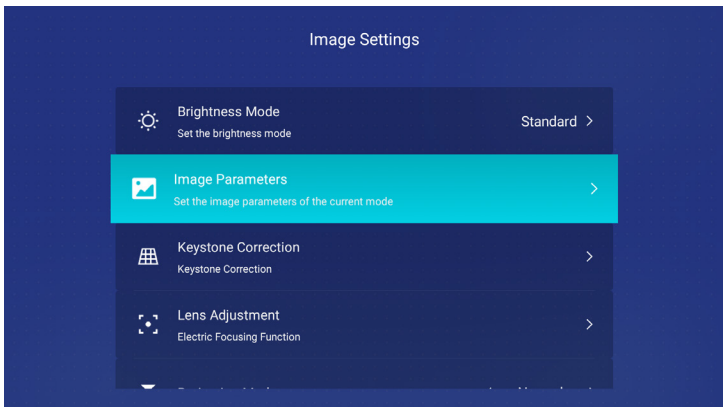 Image Settings
Brightness Mode
Set the brightness mode
Standard
Image Parameters
Set the image parameters of the current mode
Keystone Correction
Keystone Correction
Lens Adjustment
Electric Focusing Function